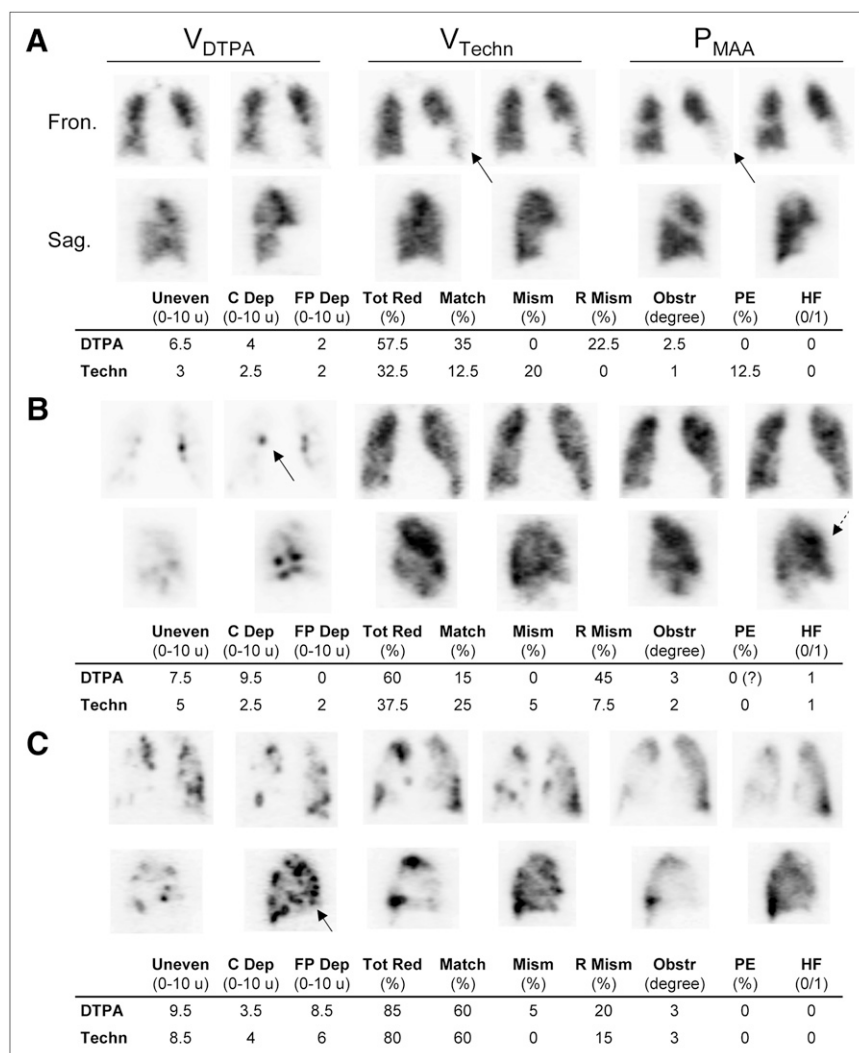 A
V_DTPA V_Techn P_MAA
Fron.
Sag.
Uneven C Dep FP Dep Tot Red Match Mism R Mism Obstr PE HF
(0-10 u) (0-10 u) (0-10 u) (%) (%) (%) (%) (degree) (%) (0/1)
DTPA 6.5 4 2 57.5 35 0 22.5 2.5 0 0
Techn 3 2.5 2 32.5 12.5 20 0 1 12.5 0
B
Uneven C Dep FP Dep Tot Red Match Mism R Mism Obstr PE HF
(0-10 u) (0-10 u) (0-10 u) (%) (%) (%) (%) (degree) (%) (0/1)
DTPA 7.5 9.5 0 60 15 0 45 3 0 (?) 1
Techn 5 2.5 2 37.5 25 5 7.5 2 0 1
C
Uneven C Dep FP Dep Tot Red Match Mism R Mism Obstr PE HF
(0-10 u) (0-10 u) (0-10 u) (%) (%) (%) (%) (degree) (%) (0/1)
DTPA 9.5 3.5 8.5 85 60 5 20 3 0 0
Techn 8.5 4 6 80 60 0 15 3 0 0